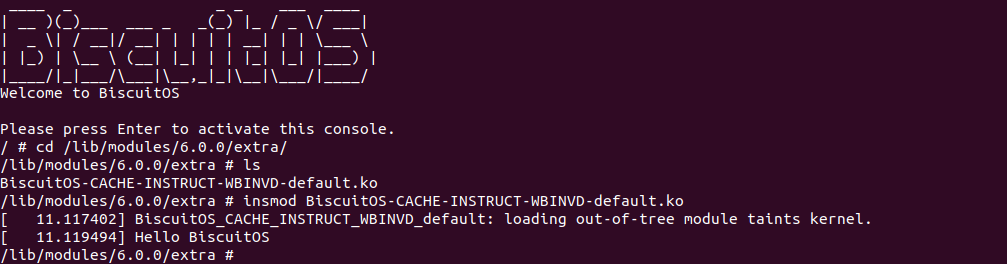 BiscuitOS
Welcome to BiscuitOS
Please press Enter to activate this console.
/ # cd /lib/modules/6.0.0/extra/
/lib/modules/6.0.0/extra # ls
BiscuitOS-CACHE-INSTRUCT-WBINVD-default.ko
/lib/modules/6.0.0/extra # insmod BiscuitOS-CACHE-INSTRUCT-WBINVD-default.ko
[   11.117402] BiscuitOS_CACHE_INSTRUCT_WBINVD_default: loading out-of-tree module taints kernel.
[   11.119494] Hello BiscuitOS
/lib/modules/6.0.0/extra #